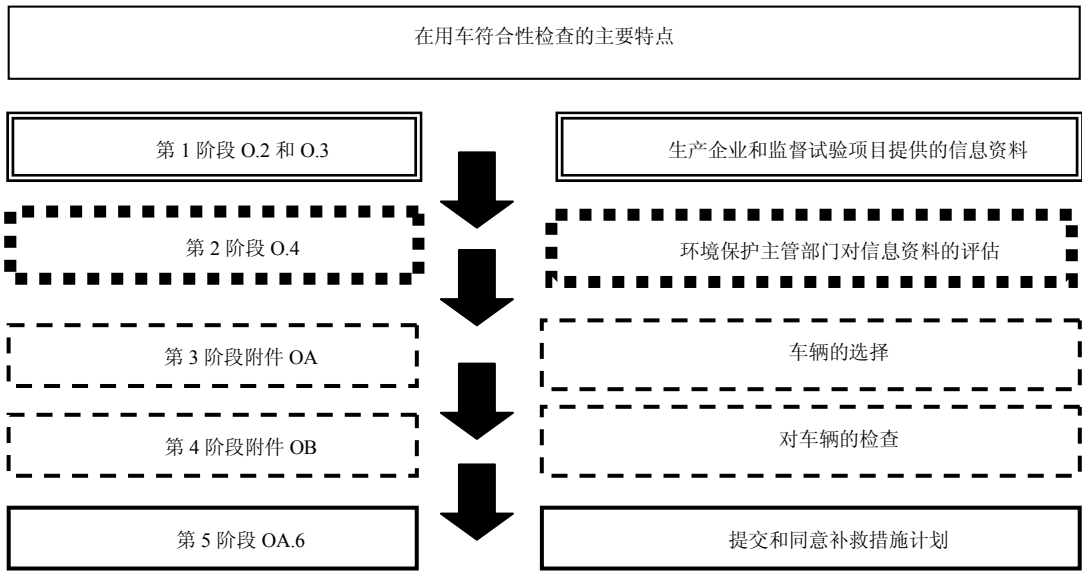 在用车符合性检查的主要特点
第 1 阶段 O.2 和 O.3
生产企业和监督试验项目提供的信息资料
第 2 阶段 O.4
环境保护主管部门对信息资料的评估
第 3 阶段附件 OA
车辆的选择
第 4 阶段附件 OB
对车辆的检查
第 5 阶段 OA.6
提交和同意补救措施计划